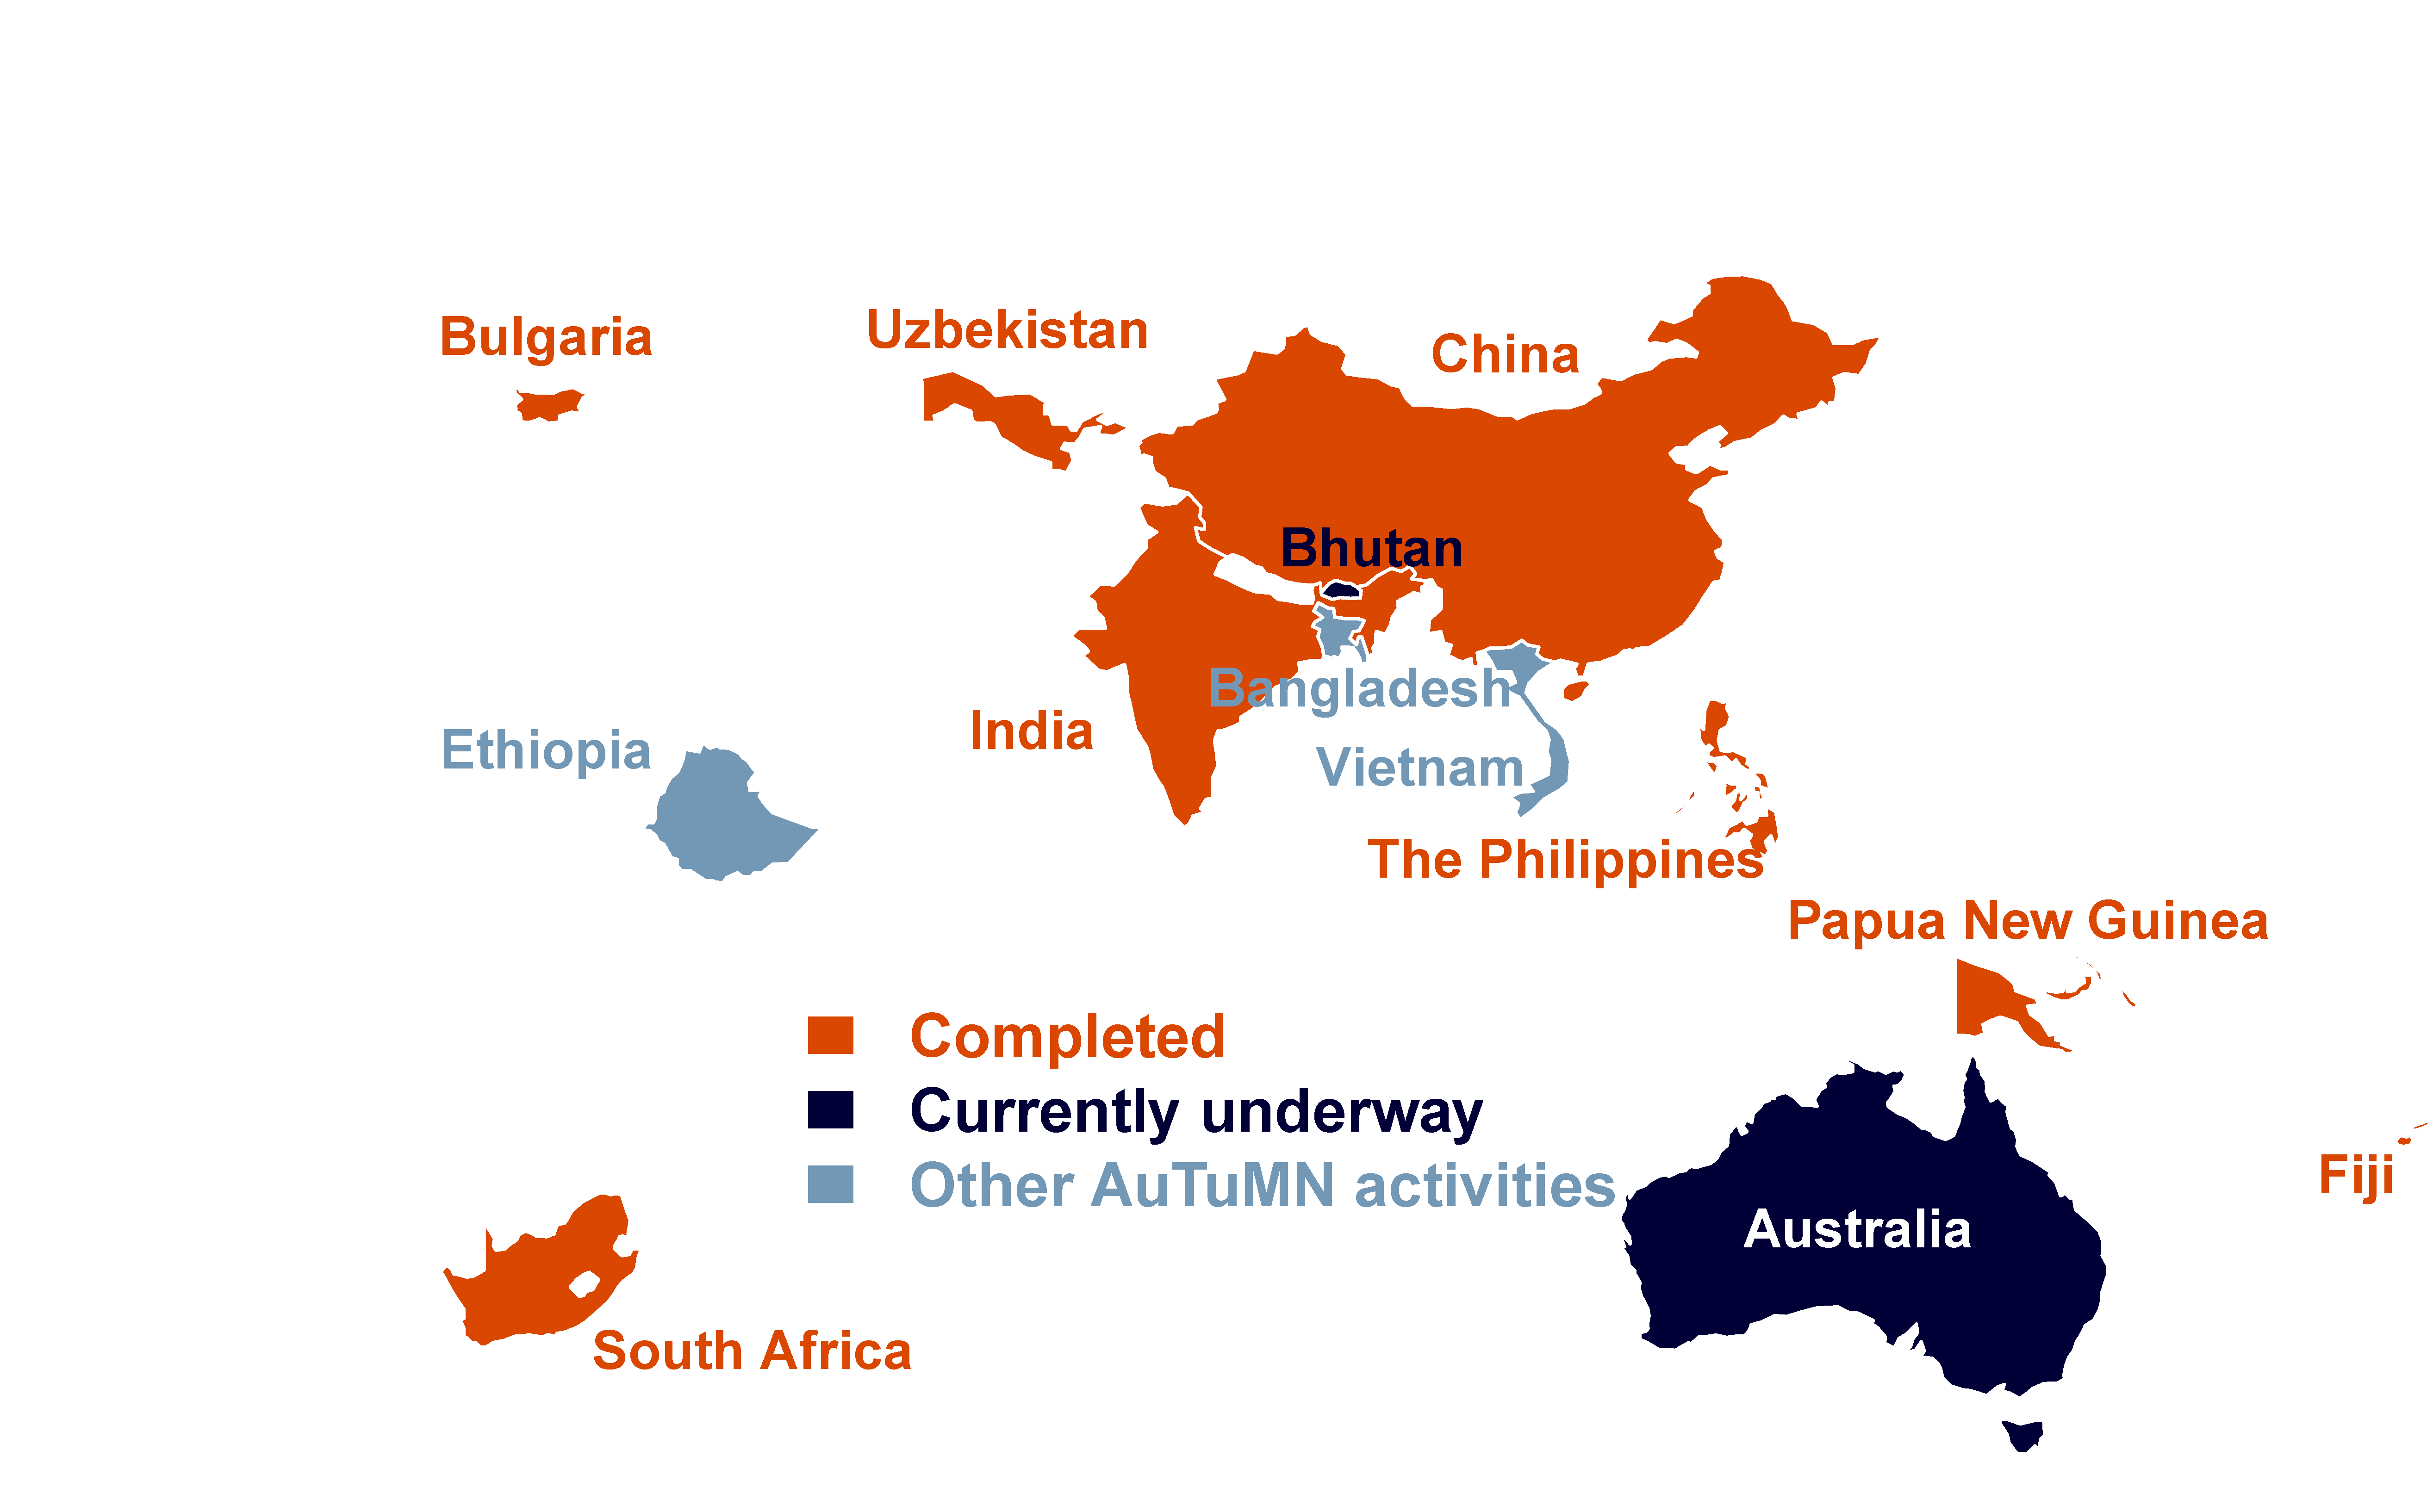 Bulgaria
Uzbekistan
China
Bhutan
Bangladesh
India
Ethiopia
Vietnam
The Philippines
Papua New Guinea
Completed
Currently underway
Other AuTuMN activities
Fiji
Australia
South Africa